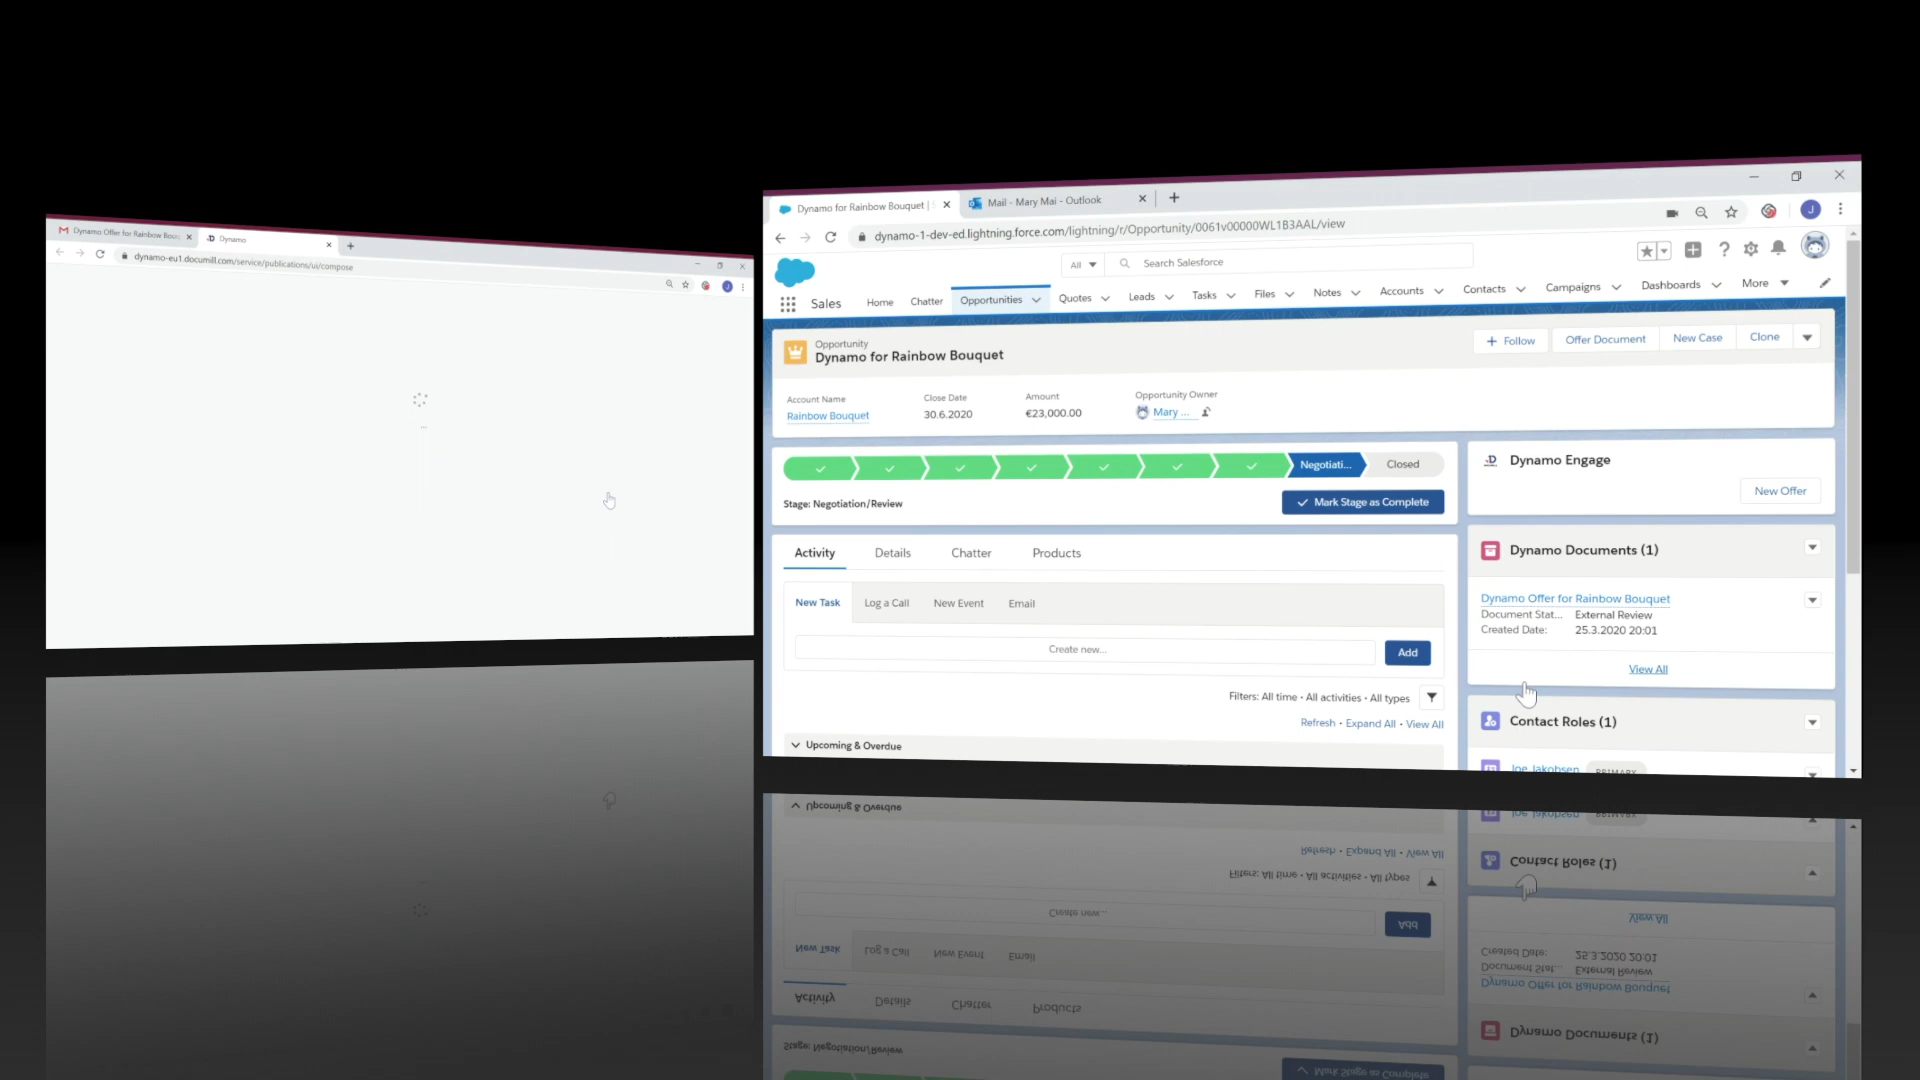 Dynamo Offer for Rainbow Bouq
Dynamo
dynamo-eu1.documill.com/service/publications/ui/compose
Dynamo for Rainbow Bouquet | S
Mail - Mary Mai - Outlook
dynamo-1-dev-ed.lightning.force.com/lightning/r/Opportunity/0061v00000WL1B3AAL/view
J
All
Search Salesforce
Sales
Home
Chatter
Opportunities
Quotes
Leads
Tasks
Files
Notes
Accounts
Contacts
Campaigns
Dashboards
More
Opportunity
Dynamo for Rainbow Bouquet
+ Follow
Offer Document
New Case
Clone
Account Name
Rainbow Bouquet
Close Date
30.6.2020
Amount
€23,000.00
Opportunity Owner
Mary ...
Negotiati...
Closed
Stage: Negotiation/Review
Mark Stage as Complete
Dynamo Engage
New Offer
Activity
Details
Chatter
Products
New Task
Log a Call
New Event
Email
Create new...
Add
Filters: All time • All activities • All types
Refresh • Expand All • View All
Upcoming & Overdue
Dynamo Documents (1)
Dynamo Offer for Rainbow Bouquet
Document Stat... External Review
Created Date: 25.3.2020 20:01
View All
Contact Roles (1)
Joe Jakobsen
PRIMARY